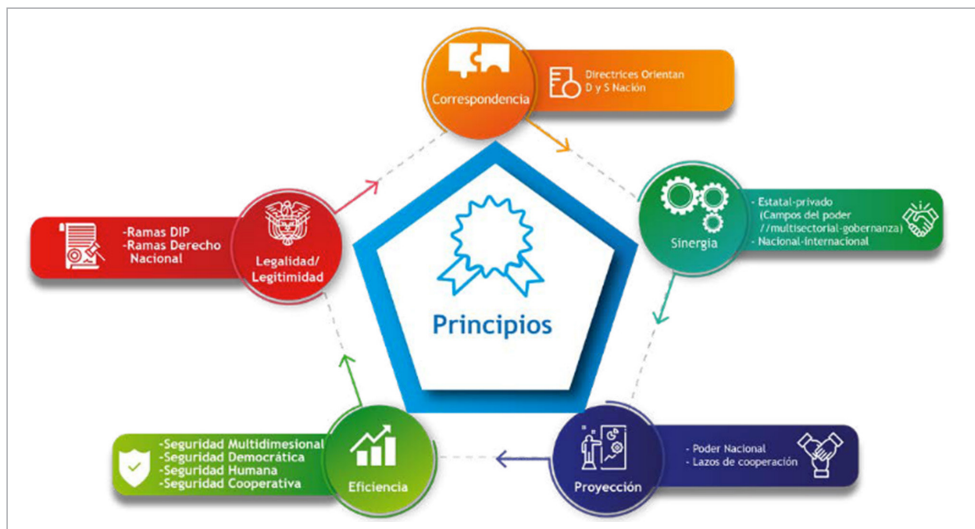 Correspondencia
Directrices Orientan
D y S Nación
Sinergia
- Estatal-privado
(Campos del poder
//multisectorial-gobernanza)
- Nacional-Internacional
Proyección
- Poder Nacional
- Lazos de cooperación
Eficiencia
-Seguridad Multidimesional
-Seguridad Democrática
-Seguridad Humana
-Seguridad Cooperativa
Legalidad/
Legitimidad
-Ramas DIP
-Ramas Derecho
Nacional
Principios